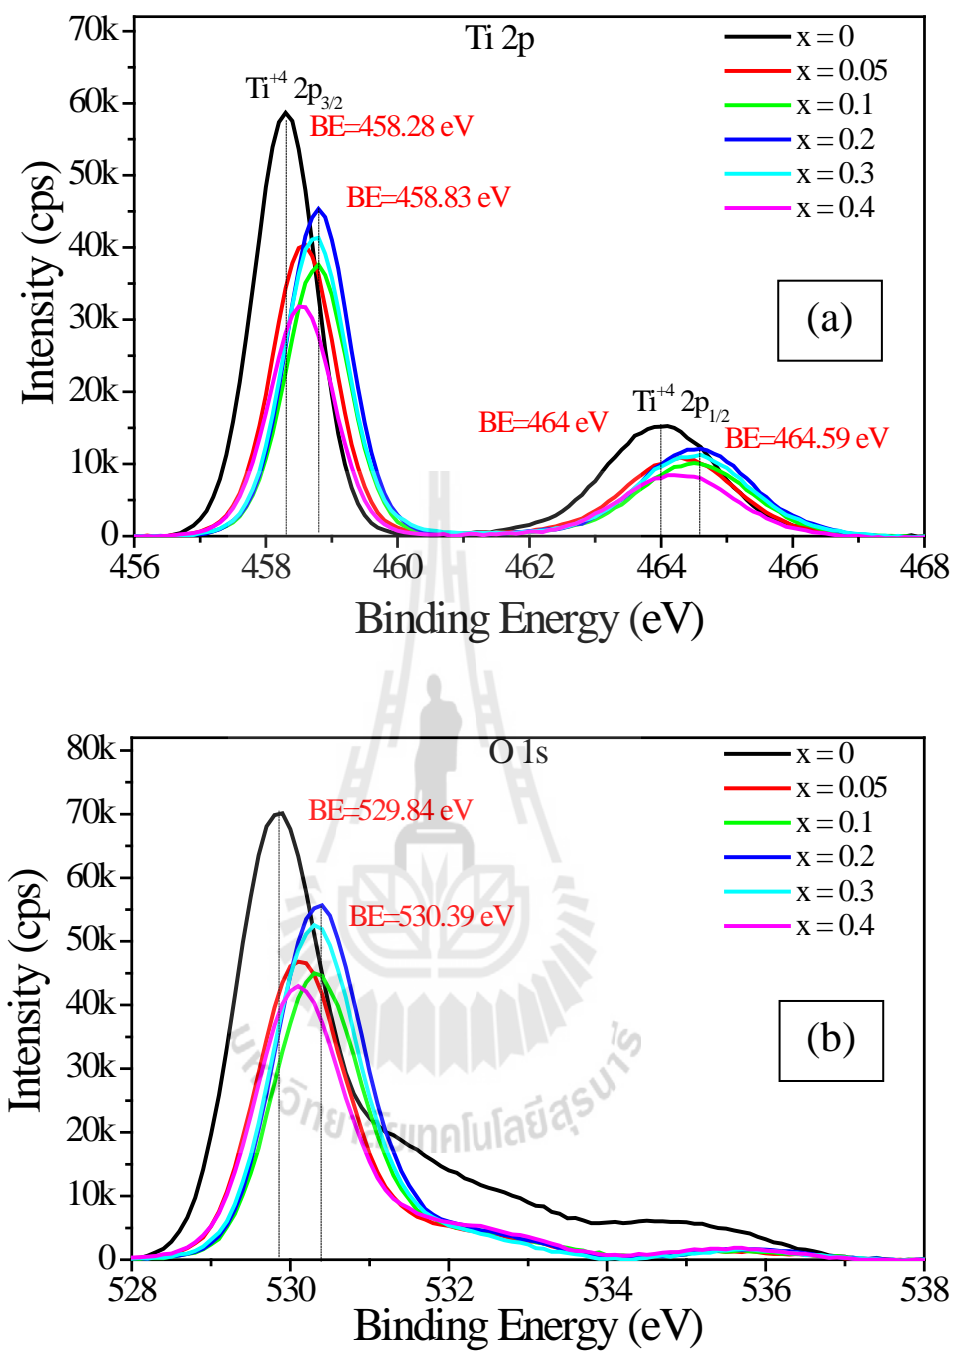 Ti 2p
x = 0
x = 0.05
x = 0.1
x = 0.2
x = 0.3
x = 0.4
Ti+4 2p3/2
BE=458.28 eV
BE=458.83 eV
(a)
Ti+4 2p1/2
BE=464 eV
BE=464.59 eV
70k
60k
50k
40k
30k
20k
10k
0
Intensity (cps)
456 458 460 462 464 466 468
Binding Energy (eV)
O 1s
x = 0
x = 0.05
x = 0.1
x = 0.2
x = 0.3
x = 0.4
BE=529.84 eV
BE=530.39 eV
(b)
80k
70k
60k
50k
40k
30k
20k
10k
0
Intensity (cps)
528 530 532 534 536 538
Binding Energy (eV)